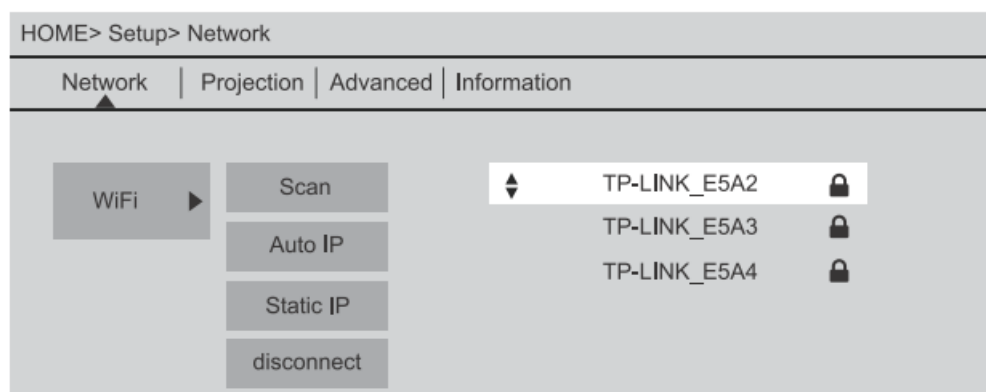 HOME> Setup> Network
Network | Projection | Advanced | Information
WiFi
Scan
Auto IP
Static IP
disconnect
TP-LINK_E5A2
TP-LINK_E5A3
TP-LINK_E5A4